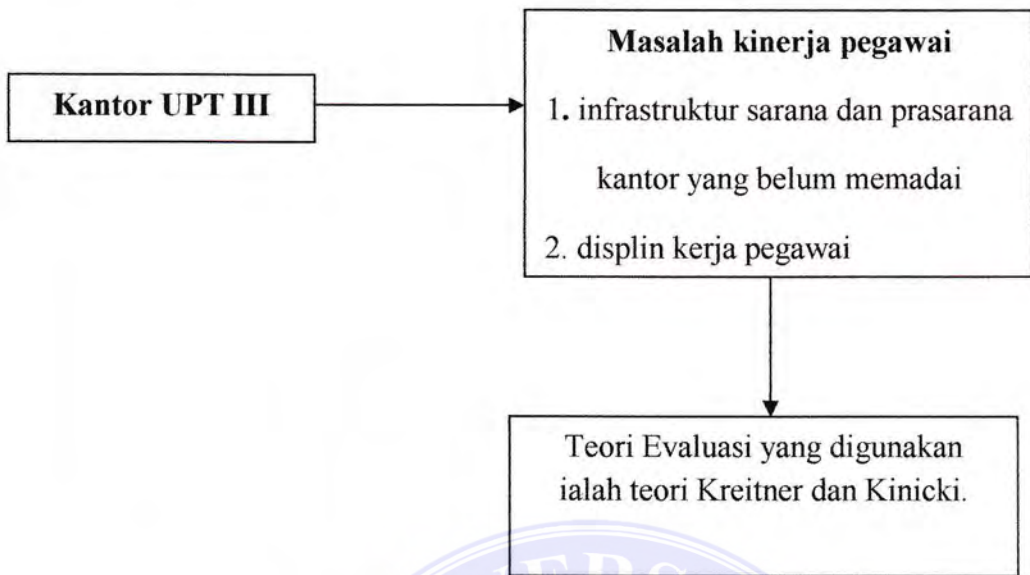 Kantor UPT III
Masalah kinerja pegawai
1. infrastruktur sarana dan prasarana
kantor yang belum memadai
2. displin kerja pegawai
Teori Evaluasi yang digunakan
ialah teori Kreitner dan Kinicki.